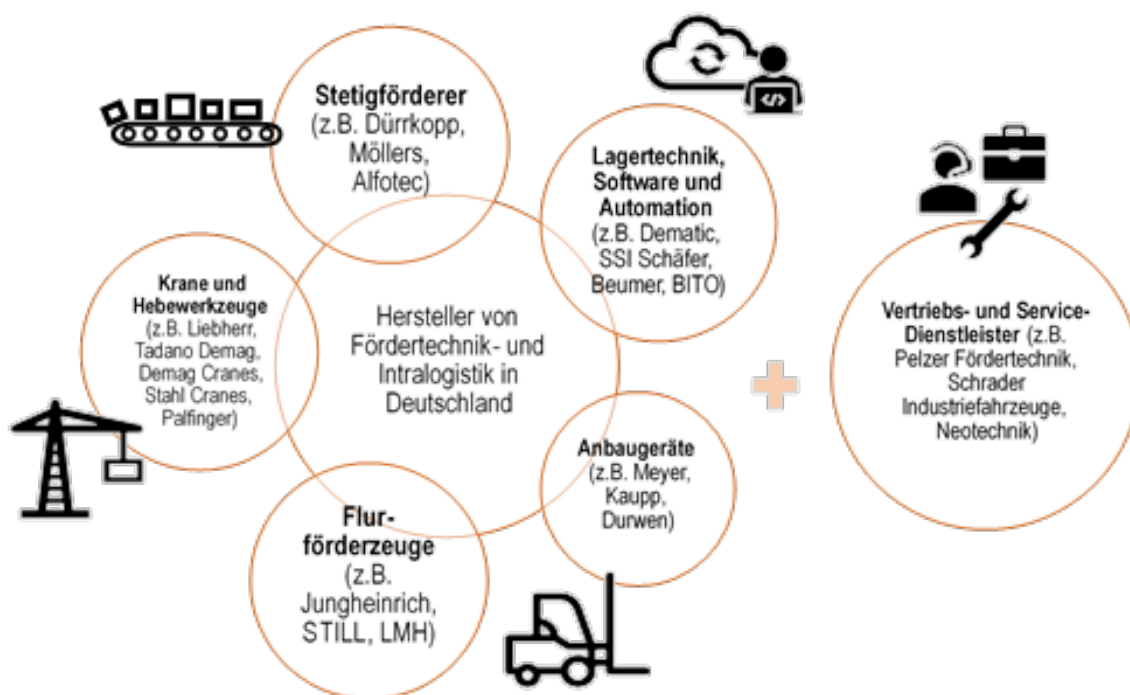 Stetigförderer
(z.B. Dürrkopp,
Möllers,
Alfotec)
Lagertechnik,
Software und
Automation
(z.B. Dematic,
SSI Schäfer,
Beumer, BITO)
Krane und
Hebewerkzeuge
(z.B. Liebherr,
Tadano Demag,
Demag Cranes,
Stahl Cranes,
Palfinger)
Hersteller von
Fördertechnik- und
Intralogistik in
Deutschland
Anbaugeräte
(z.B. Meyer,
Kaupp,
Durwen)
Flur-
förderzeuge
(z.B.
Jungheinrich,
STILL, LMH)
Vertriebs- und Service-
Dienstleister (z.B.
Pelzer Fördertechnik,
Schrader
Industriefahrzeuge,
Neotechnik)